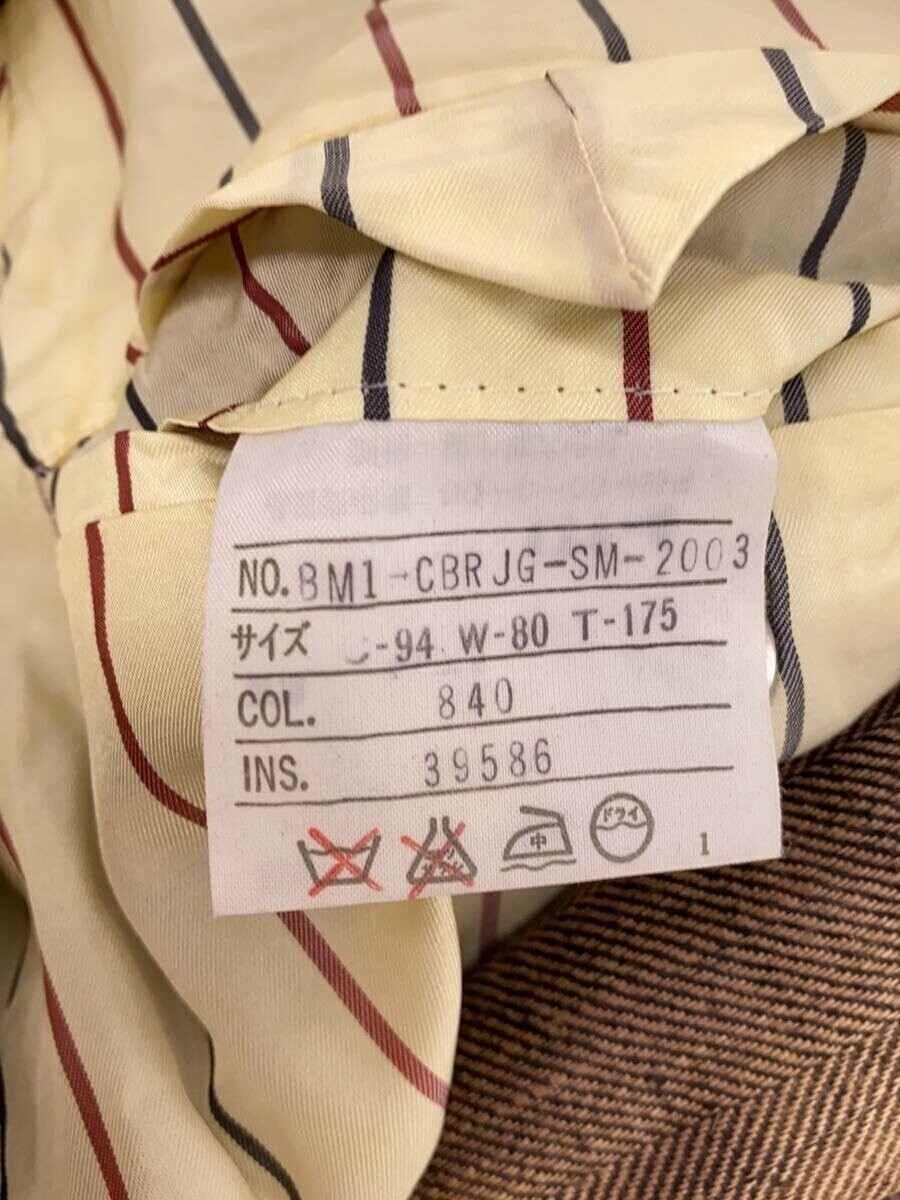 NO. BM1-CBRJG-SM-2003
サイズ C-94 W-80 T-175
COL. 840
INS. 39586
中 ドライ
1